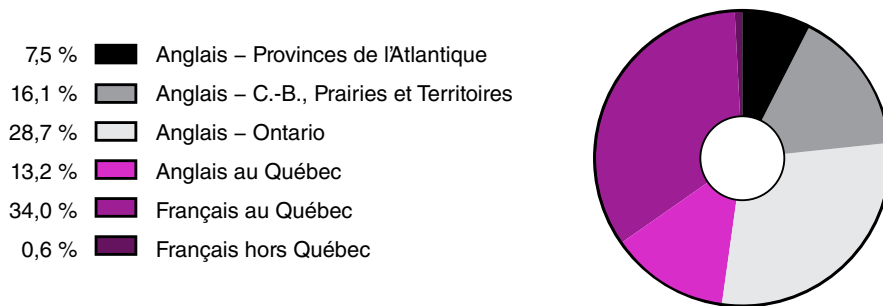 7,5 % Anglais – Provinces de l'Atlantique
16,1 % Anglais – C.-B., Prairies et Territoires
28,7 % Anglais – Ontario
13,2 % Anglais au Québec
34,0 % Français au Québec
0,6 % Français hors Québec